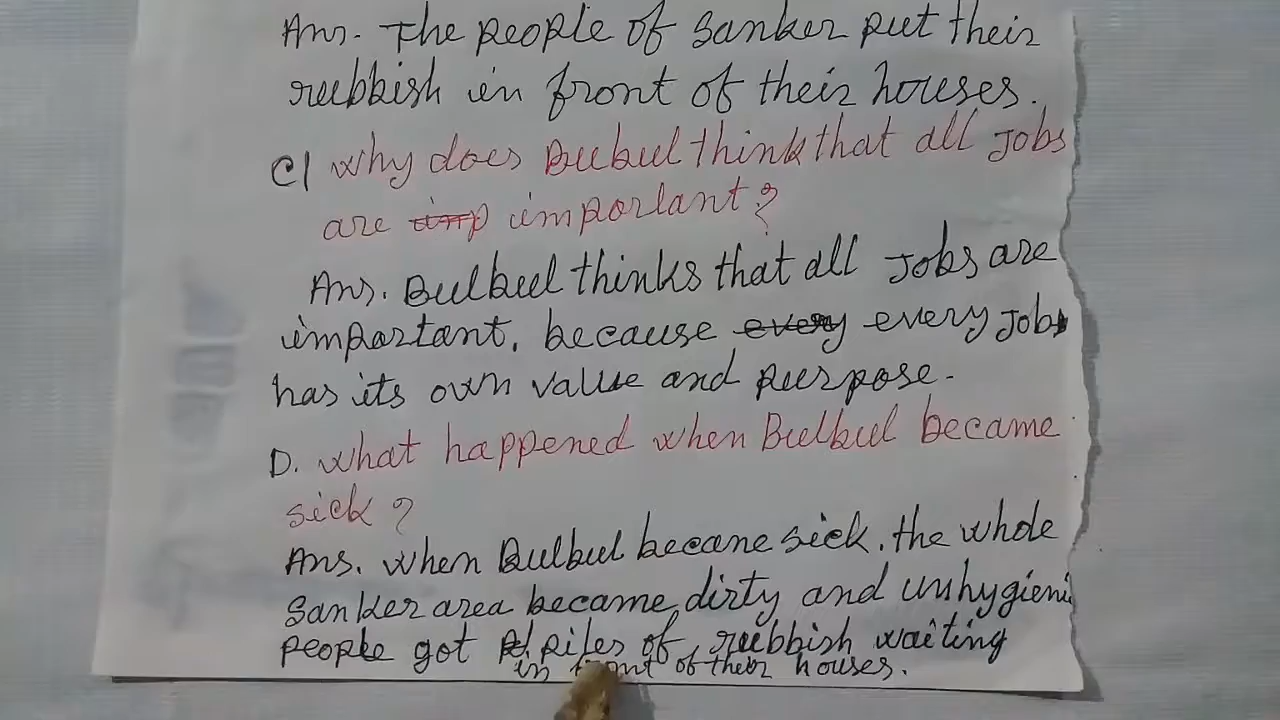 Ans. The people of Sanker put their
rubbish in front of their houses.
C) Why does Bulbul think that all Jobs
are imp important?
Ans. Bulbul thinks that all Jobs are
important, because every every Jobs
has its own value and purpose.
D. What happened when Bulbul became
sick?
Ans. When Bulbul became sick, the whole
Sanker area became dirty and unhygieni
people got piles of rubbish waiting
in front of their houses.